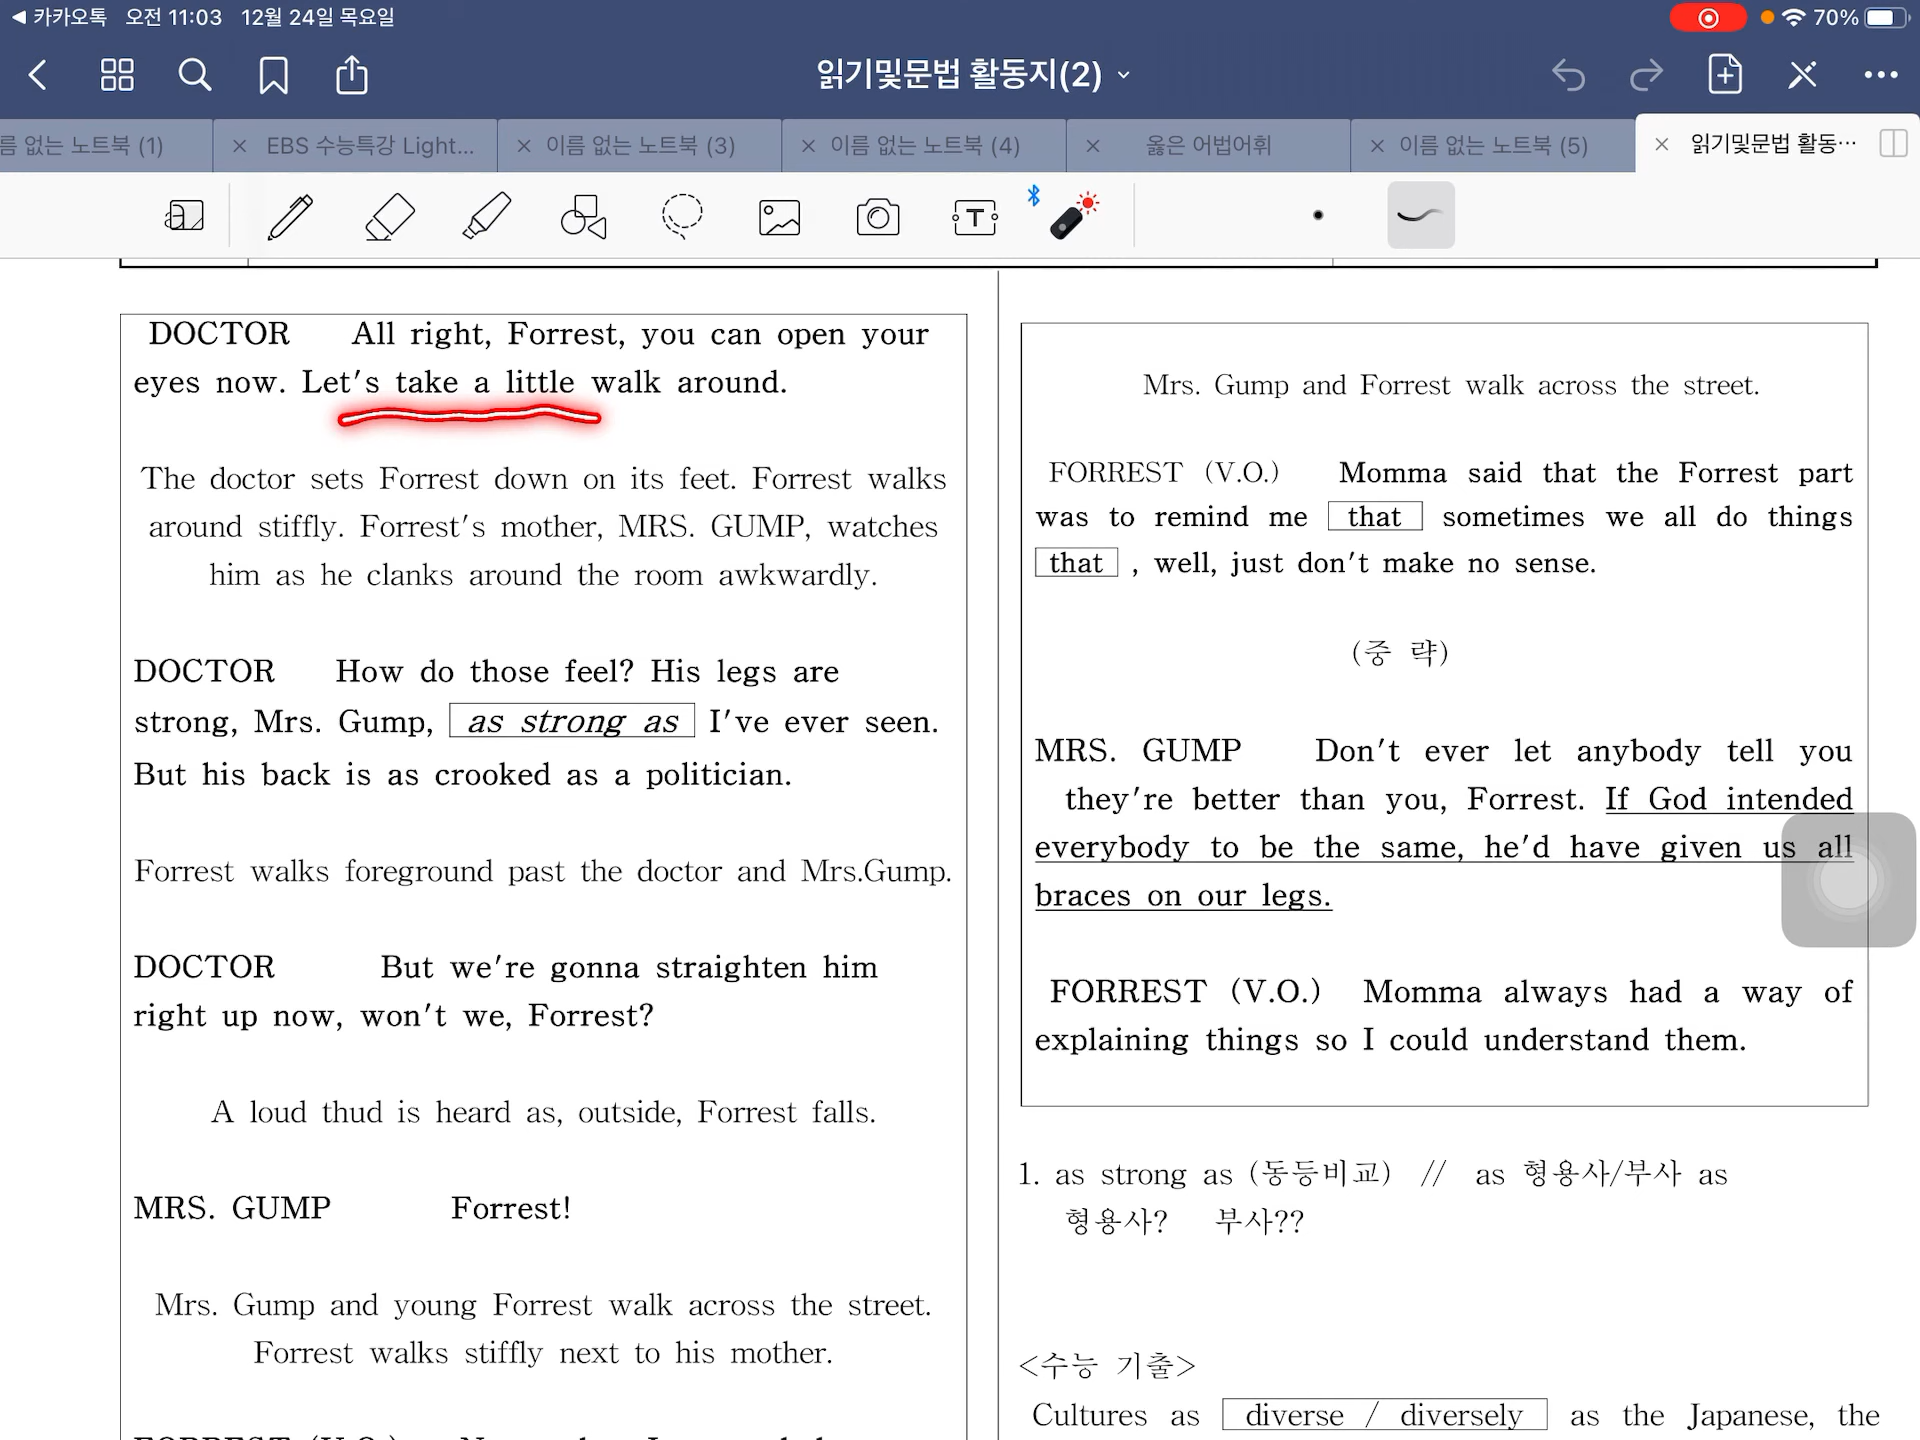 ◀ 카카오톡 오전 11:03 12월 24일 목요일
70%
읽기및문법 활동지(2)
름 없는 노트북 (1)
EBS 수능특강 Light...
이름 없는 노트북 (3)
이름 없는 노트북 (4)
옳은 어법어휘
이름 없는 노트북 (5)
읽기및문법 활동…
DOCTOR All right, Forrest, you can open your
eyes now. Let's take a little walk around.
The doctor sets Forrest down on its feet. Forrest walks
around stiffly. Forrest's mother, MRS. GUMP, watches
him as he clanks around the room awkwardly.
DOCTOR How do those feel? His legs are
strong, Mrs. Gump, as strong as I've ever seen.
But his back is as crooked as a politician.
Forrest walks foreground past the doctor and Mrs.Gump.
DOCTOR But we're gonna straighten him
right up now, won't we, Forrest?
A loud thud is heard as, outside, Forrest falls.
MRS. GUMP Forrest!
Mrs. Gump and young Forrest walk across the street.
Forrest walks stiffly next to his mother.
Mrs. Gump and Forrest walk across the street.
FORREST (V.O.) Momma said that the Forrest part
was to remind me that sometimes we all do things
that , well, just don't make no sense.
(중 략)
MRS. GUMP Don't ever let anybody tell you
they're better than you, Forrest. If God intended
everybody to be the same, he'd have given us all
braces on our legs.
FORREST (V.O.) Momma always had a way of
explaining things so I could understand them.
1. as strong as (동등비교) // as 형용사/부사 as
형용사? 부사??
<수능 기출>
Cultures as diverse / diversely as the Japanese, the